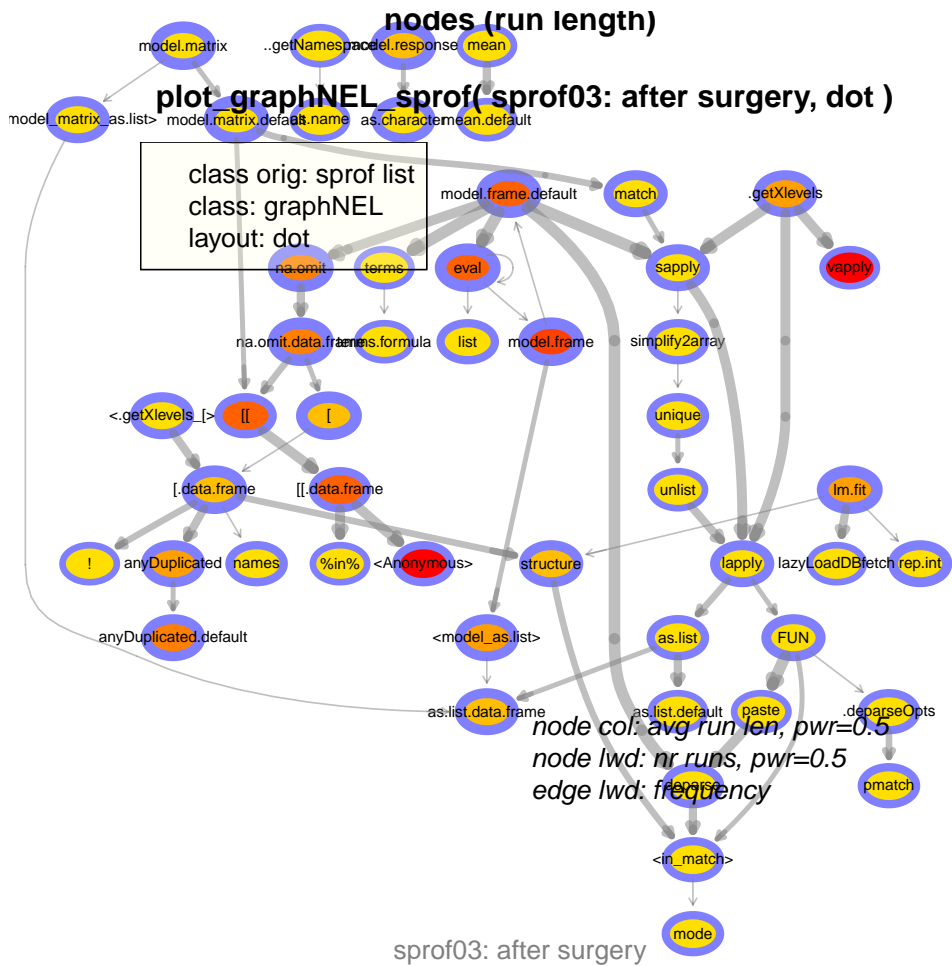 nodes (run length)
model.matrix
..getNamespace
model.response
mean
plot_graphNEL_sprof( sprof03: after surgery, dot )
model_matrix_as.list>
model.matrix.default
as.name
as.character
mean.default
class orig: sprof list
class: graphNEL
layout: dot
model.frame.default
match
.getXlevels
na.omit
terms
eval
sapply
vapply
na.omit.data.frame
terms.formula
list
model.frame
simplify2array
<.getXlevels_[>
[[
[
unique
[.data.frame
[[.data.frame
unlist
lm.fit
!
anyDuplicated
names
%in%
<Anonymous>
structure
lapply
lazyLoadDBfetch
rep.int
anyDuplicated.default
<model_as.list>
as.list
FUN
as.list.data.frame
as.list.default
paste
.deparseOpts
node col: avg run len, pwr=0.5
node lwd: nr runs, pwr=0.5
edge lwd: frequency
deparse
pmatch
<in_match>
mode
sprof03: after surgery